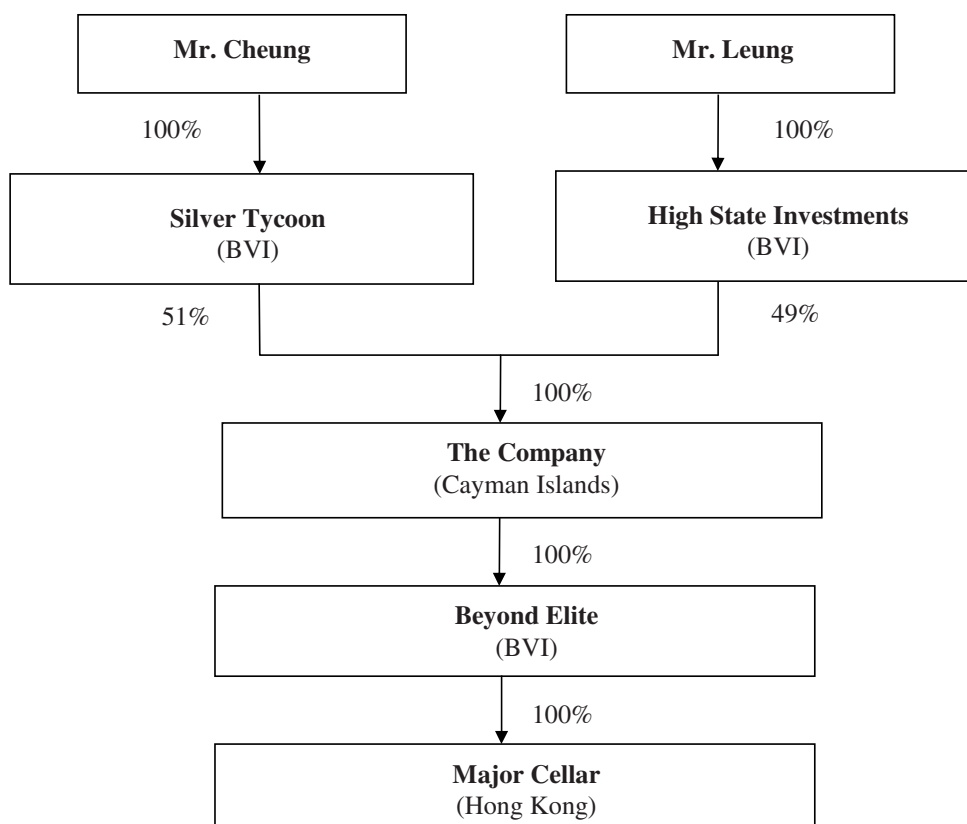 Mr. Cheung
Mr. Leung
100%
100%
Silver Tycoon
(BVI)
High State Investments
(BVI)
51%
49%
100%
The Company
(Cayman Islands)
100%
Beyond Elite
(BVI)
100%
Major Cellar
(Hong Kong)